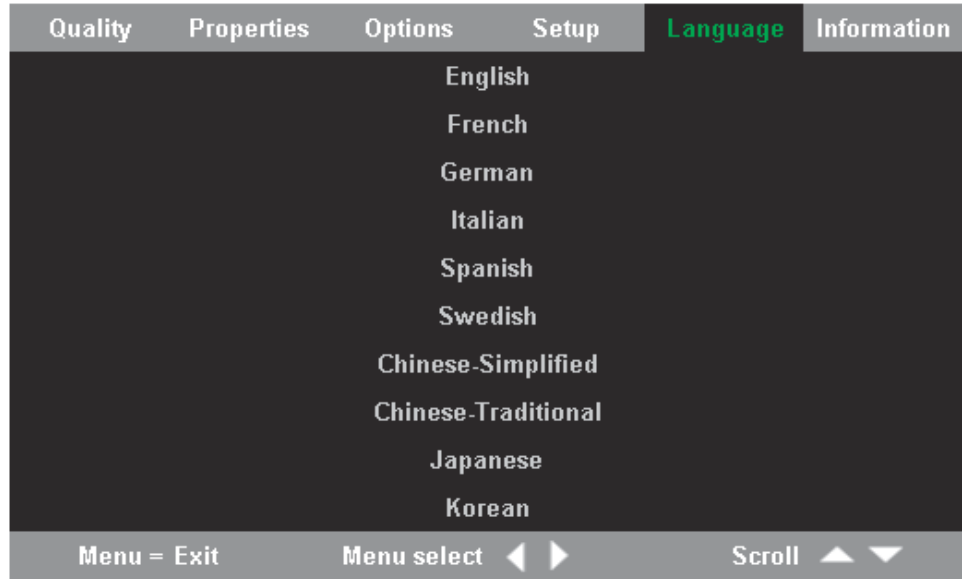 Quality Properties Options Setup Language Information
English
French
German
Italian
Spanish
Swedish
Chinese-Simplified
Chinese-Traditional
Japanese
Korean
Menu = Exit Menu select Scroll